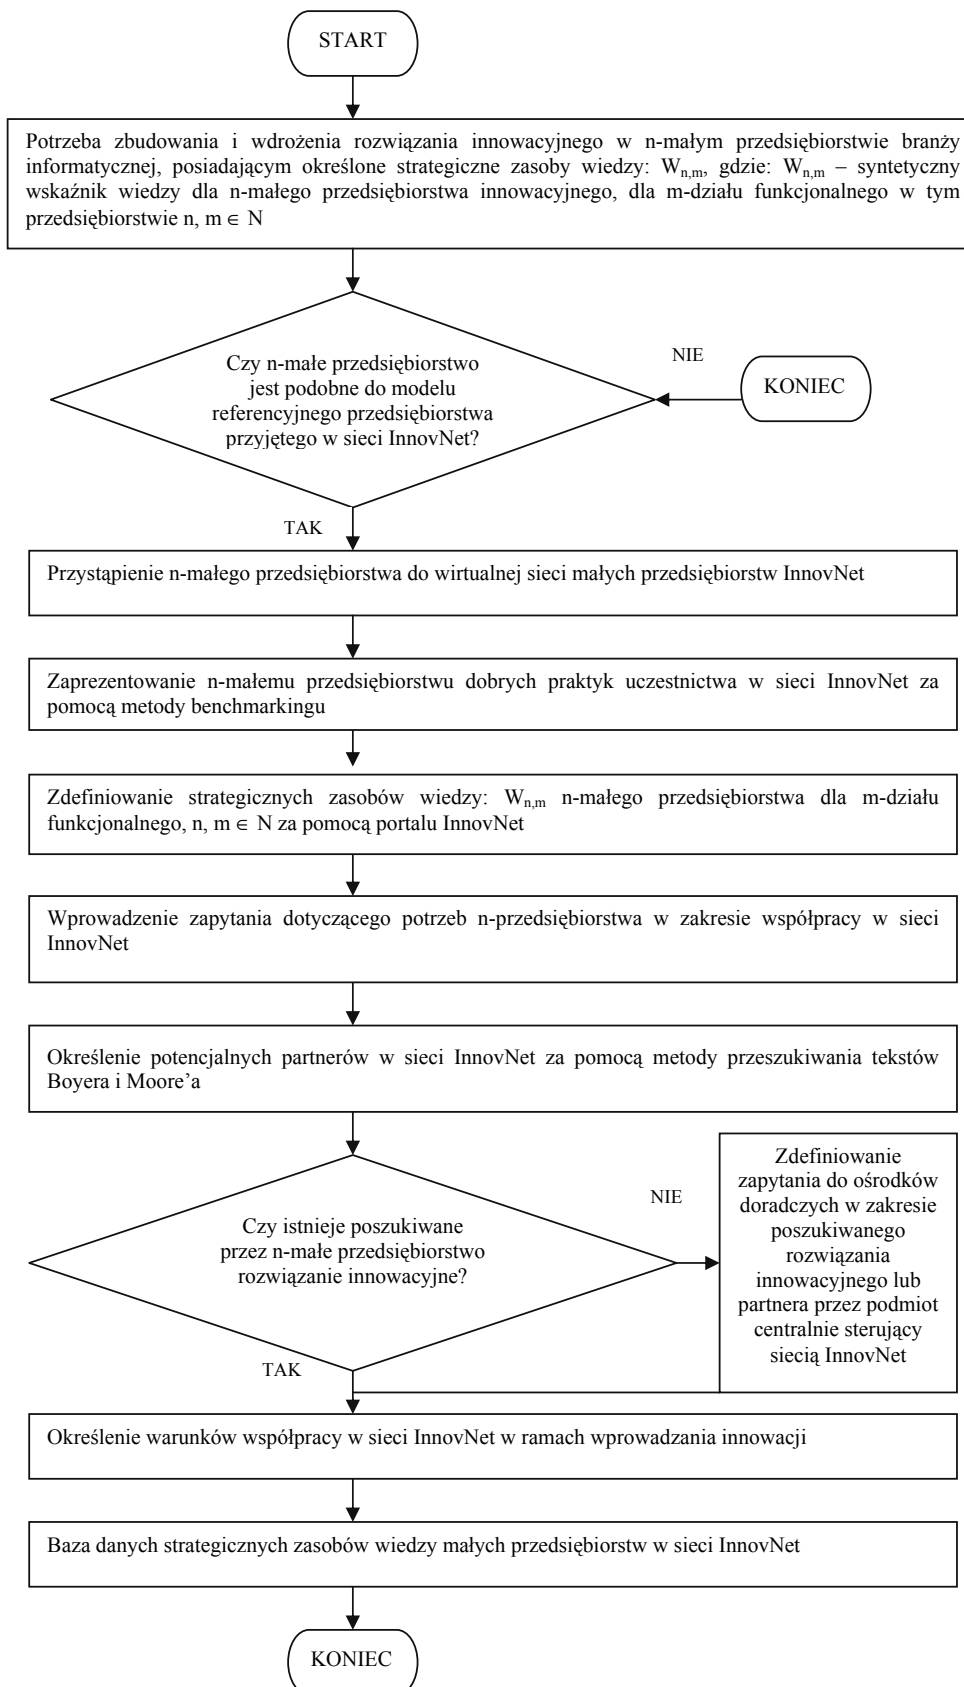 START
Potrzeba zbudowania i wdrożenia rozwiązania innowacyjnego w n-małym przedsiębiorstwie branży
informatycznej, posiadającym określone strategiczne zasoby wiedzy: Wn,m, gdzie: Wn,m – syntetyczny
wskaźnik wiedzy dla n-małego przedsiębiorstwa innowacyjnego, dla m-działu funkcjonalnego w tym
przedsiębiorstwie n, m ∈ N
Czy n-małe przedsiębiorstwo
jest podobne do modelu
referencyjnego przedsiębiorstwa
przyjętego w sieci InnovNet?
NIE
KONIEC
TAK
Przystąpienie n-małego przedsiębiorstwa do wirtualnej sieci małych przedsiębiorstw InnovNet
Zaprezentowanie n-małemu przedsiębiorstwu dobrych praktyk uczestnictwa w sieci InnovNet za
pomocą metody benchmarkingu
Zdefiniowanie strategicznych zasobów wiedzy: Wn,m n-małego przedsiębiorstwa dla m-działu
funkcjonalnego, n, m ∈ N za pomocą portalu InnovNet
Wprowadzenie zapytania dotyczącego potrzeb n-przedsiębiorstwa w zakresie współpracy w sieci
InnovNet
Określenie potencjalnych partnerów w sieci InnovNet za pomocą metody przeszukiwania tekstów
Boyera i Moore’a
Czy istnieje poszukiwane
przez n-małe przedsiębiorstwo
rozwiązanie innowacyjne?
NIE
Zdefiniowanie
zapytania do ośrodków
doradczych w zakresie
poszukiwanego
rozwiązania
innowacyjnego lub
partnera przez podmiot
centralnie sterujący
siecią InnovNet
TAK
Określenie warunków współpracy w sieci InnovNet w ramach wprowadzania innowacji
Baza danych strategicznych zasobów wiedzy małych przedsiębiorstw w sieci InnovNet
KONIEC